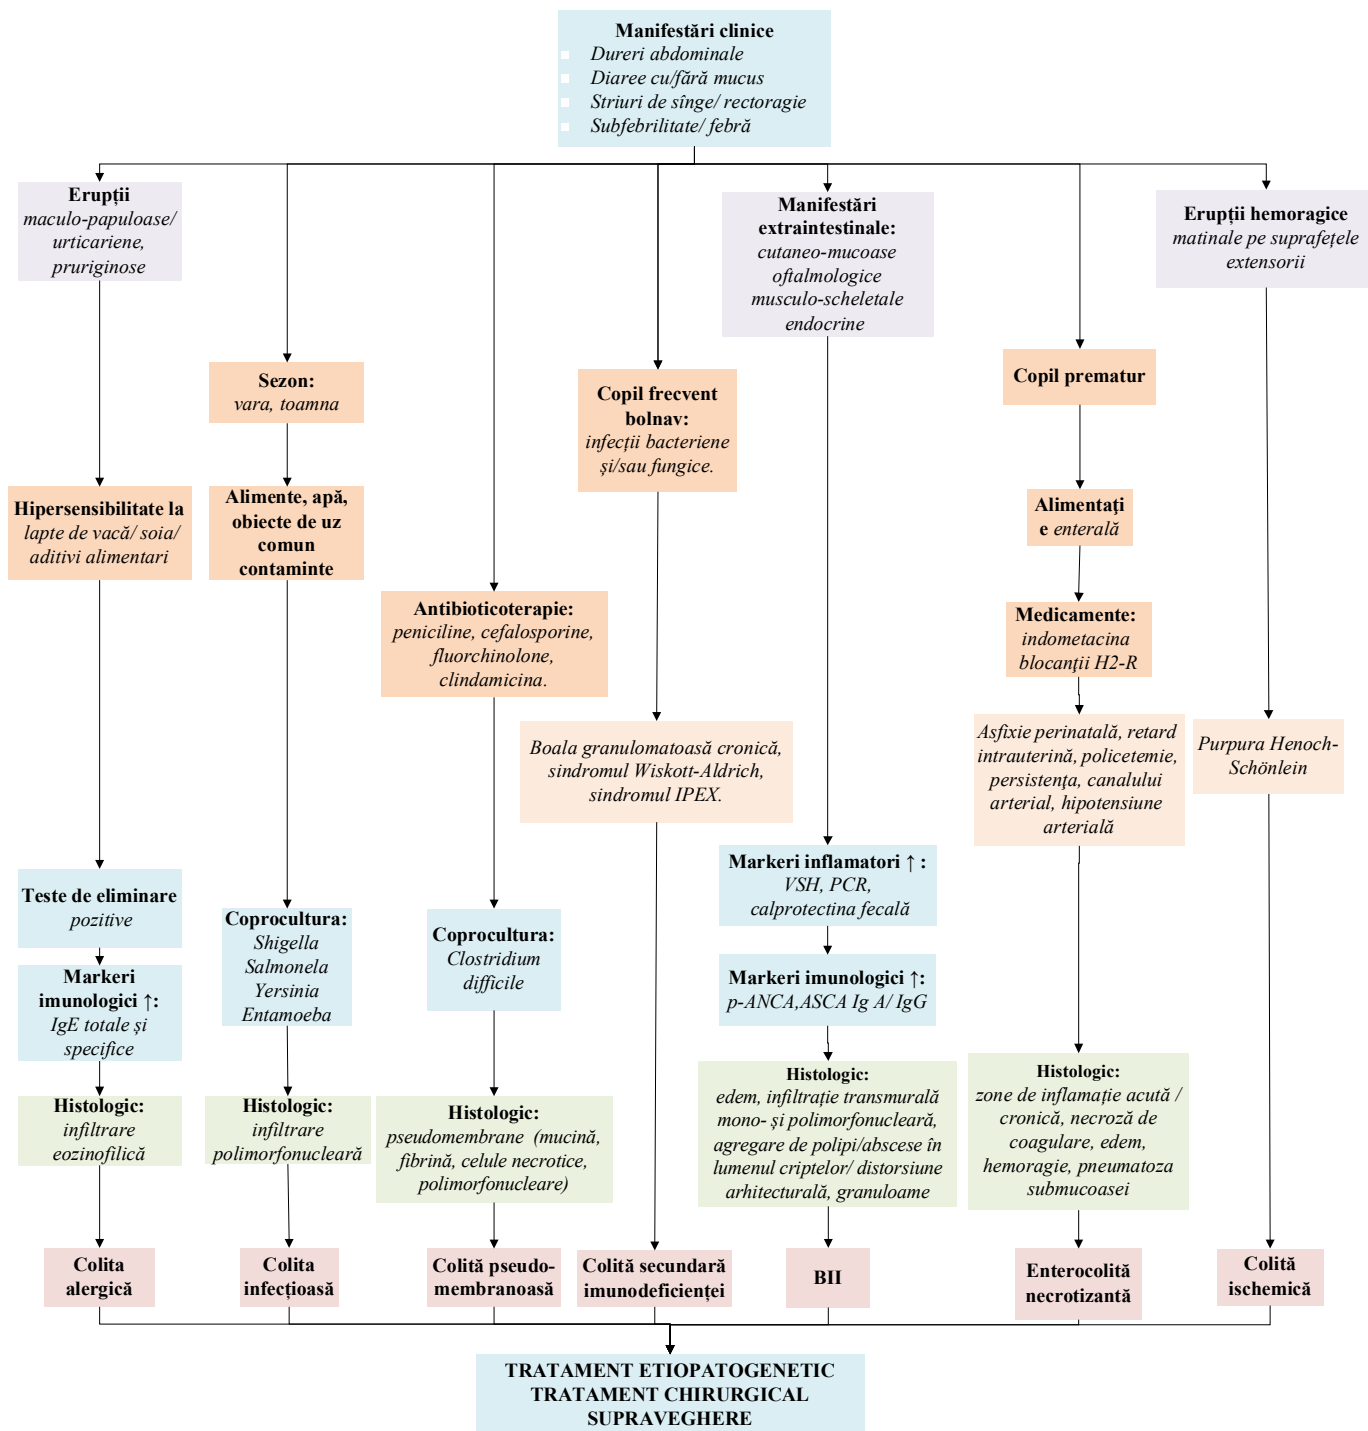 Manifestări clinice
Dureri abdominale
Diaree cu/fără mucus
Striuri de sînge/ rectoragie
Subfebrilitate/ febră
Erupții
maculo-papuloase/
urticariene,
pruriginose
Manifestări
extraintestinale:
cutaneo-mucoase
oftalmologice
musculo-scheletale
endocrine
Erupții hemoragice
matinale pe suprafețele
extensorii
Sezon:
vara, toamna
Copil frecvent
bolnav:
infecții bacteriene
și/sau fungice.
Copil prematur
Hipersensibilitate la
lapte de vacă/ soia/
aditivi alimentari
Alimente, apă,
obiecte de uz
comun
contaminte
Alimentaţi
e enterală
Antibioticoterapie:
peniciline, cefalosporine,
fluorchinolone,
clindamicina.
Medicamente:
indometacina
blocanţii H2-R
Boala granulomatoasă cronică,
sindromul Wiskott-Aldrich,
sindromul IPEX.
Asfixie perinatală, retard
intrauterină, policetemie,
persistenţa, canalului
arterial, hipotensiune
arterială
Purpura Henoch-
Schönlein
Teste de eliminare
pozitive
Markeri
imunologici ↑:
IgE totale și
specifice
Coprocultura:
Shigella
Salmonela
Yersinia
Entamoeba
Coprocultura:
Clostridium
difficile
Markeri inflamatori ↑ :
VSH, PCR,
calprotectina fecală
Markeri imunologici ↑:
p-ANCA,ASCA Ig A/ IgG
Histologic:
infiltrare
eozinofilică
Histologic:
infiltrare
polimorfonucleară
Histologic:
pseudomembrane (mucină,
fibrină, celule necrotice,
polimorfonucleare)
Histologic:
edem, infiltrație transmurală
mono- și polimorfonucleară,
agregare de polipi/abscese în
lumenul criptelor/ distorsiune
arhitecturală, granuloame
Histologic:
zone de inflamație acută /
cronică, necroză de
coagulare, edem,
hemoragie, pneumatoza
submucoasei
Colita
alergică
Colita
infecțioasă
Colită pseudo-
membranoasă
Colită secundară
imunodeficienței
BII
Enterocolită
necrotizantă
Colită
ischemică
TRATAMENT ETIOPATOGENETIC
TRATAMENT CHIRURGICAL
SUPRAVEGHERE